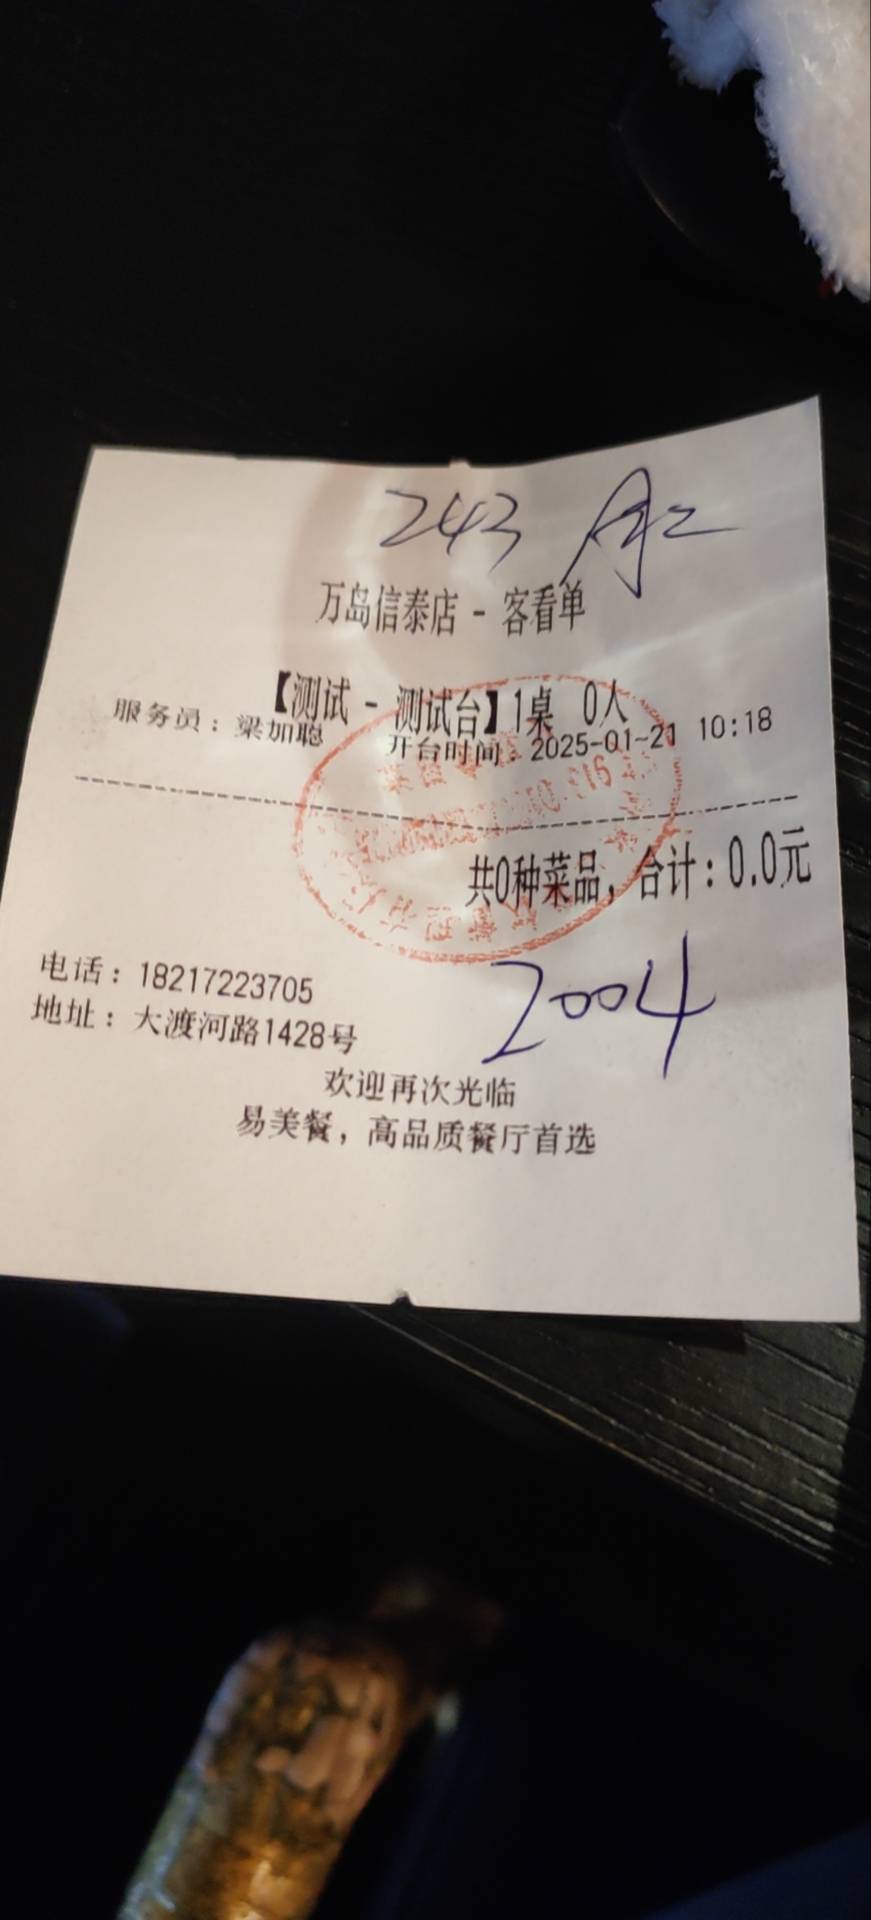 243
万岛信泰店 - 客看单
【测试 - 测试台】1桌 0人
服务员：梁加聪 开台时间：2025-01-21 10:18
共0种菜品，合计：0.0元
2004
电话：18217223705
地址：大渡河路1428号
欢迎再次光临
易美餐，高品质餐厅首选